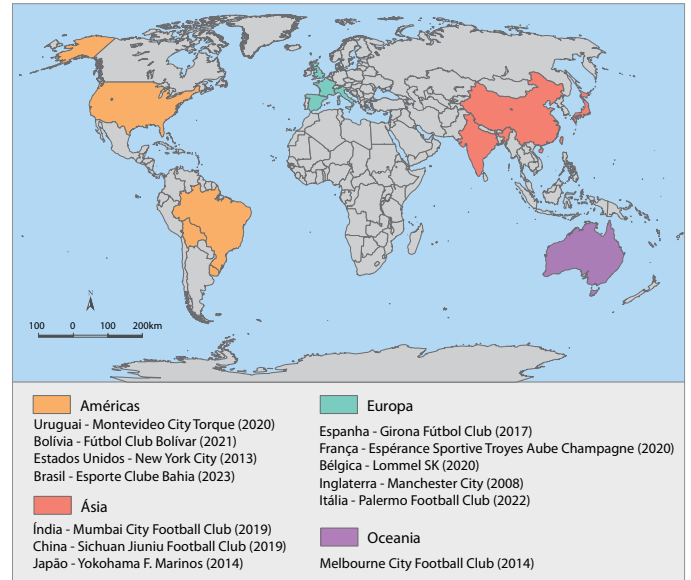 N
100 0 100 200km
Américas
Uruguai - Montevideo City Torque (2020)
Bolívia - Fútbol Club Bolívar (2021)
Estados Unidos - New York City (2013)
Brasil - Esporte Clube Bahia (2023)
Ásia
Índia - Mumbai City Football Club (2019)
China - Sichuan Jiuniu Football Club (2019)
Japão - Yokohama F. Marinos (2014)
Europa
Espanha - Girona Fútbol Club (2017)
França - Espérance Sportive Troyes Aube Champagne (2020)
Bélgica - Lommel SK (2020)
Inglaterra - Manchester City (2008)
Itália - Palermo Football Club (2022)
Oceania
Melbourne City Football Club (2014)